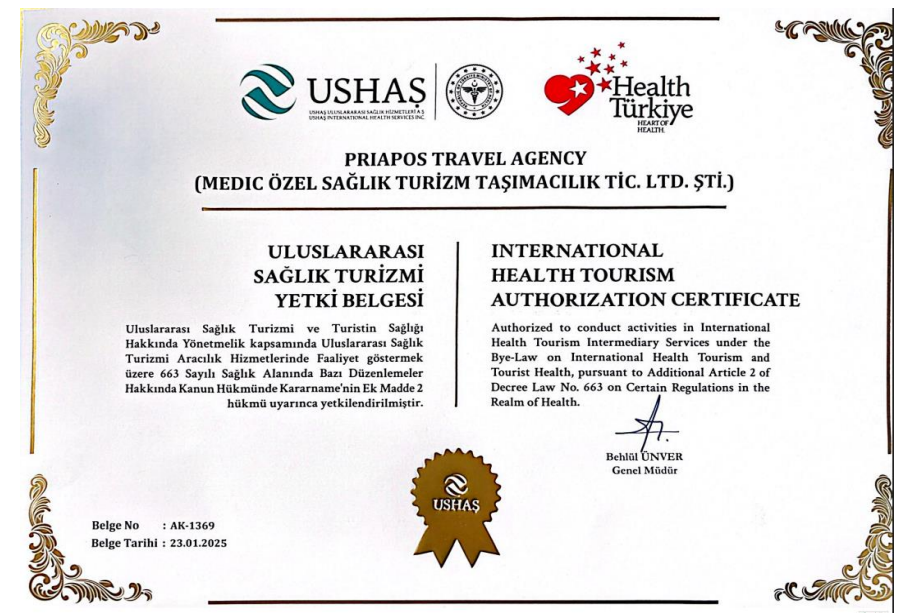 USHAŞ
USHAŞ ULUSLARARASI SAĞLIK HİZMETLERİ A.Ş.
USHAŞ INTERNATIONAL HEALTH SERVICES INC.
Health
Türkiye
HEART OF
HEALTH
PRIAPOS TRAVEL AGENCY
(MEDIC ÖZEL SAĞLIK TURİZM TAŞIMACILIK TİC. LTD. ŞTİ.)
ULUSLARARASI
SAĞLIK TURİZMİ
YETKİ BELGESİ
Uluslararası Sağlık Turizmi ve Turistin Sağlığı
Hakkında Yönetmelik kapsamında Uluslararası Sağlık
Turizmi Aracılık Hizmetlerinde Faaliyet göstermek
üzere 663 Sayılı Sağlık Alanında Bazı Düzenlemeler
Hakkında Kanun Hükmünde Kararname'nin Ek Madde 2
hükmü uyarınca yetkilendirilmiştir.
INTERNATIONAL
HEALTH TOURISM
AUTHORIZATION CERTIFICATE
Authorized to conduct activities in International
Health Tourism Intermediary Services under the
Bye-Law on International Health Tourism and
Tourist Health, pursuant to Additional Article 2 of
Decree Law No. 663 on Certain Regulations in the
Realm of Health.
Behlül ÜNVER
Genel Müdür
USHAŞ
Belge No : AK-1369
Belge Tarihi : 23.01.2025